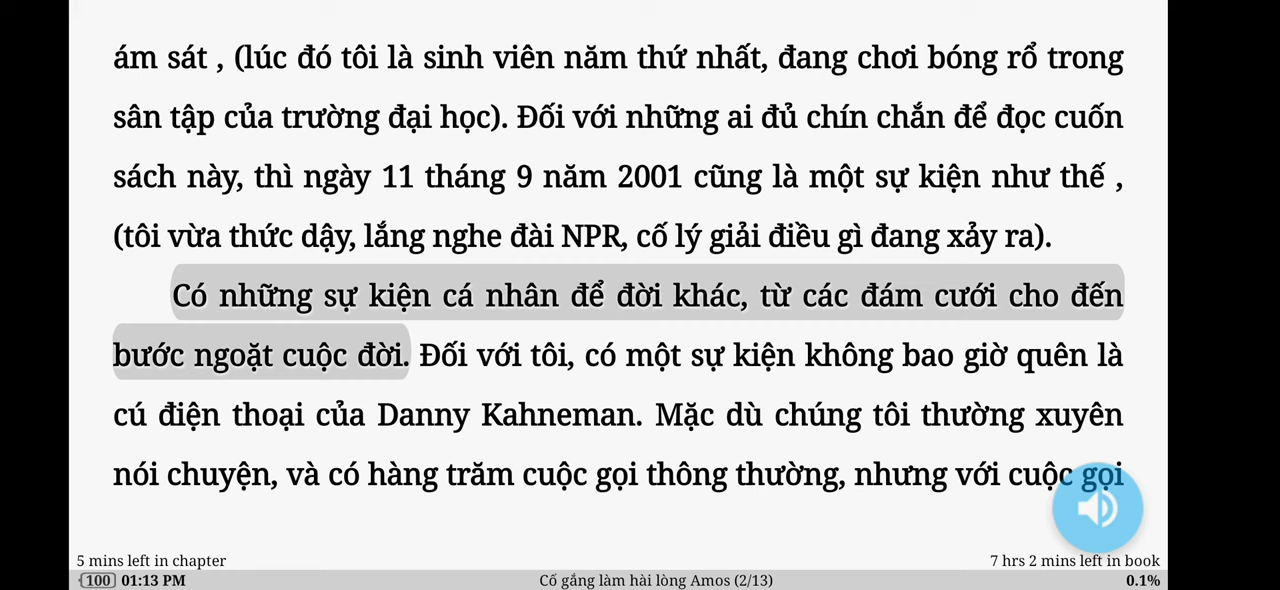 ám sát , (lúc đó tôi là sinh viên năm thứ nhất, đang chơi bóng rổ trong
sân tập của trường đại học). Đối với những ai đủ chín chắn để đọc cuốn
sách này, thì ngày 11 tháng 9 năm 2001 cũng là một sự kiện như thế ,
(tôi vừa thức dậy, lắng nghe đài NPR, cố lý giải điều gì đang xảy ra).
Có những sự kiện cá nhân để đời khác, từ các đám cưới cho đến
bước ngoặt cuộc đời. Đối với tôi, có một sự kiện không bao giờ quên là
cú điện thoại của Danny Kahneman. Mặc dù chúng tôi thường xuyên
nói chuyện, và có hàng trăm cuộc gọi thông thường, nhưng với cuộc gọi
5 mins left in chapter 7 hrs 2 mins left in book
100 01:13 PM Cố gắng làm hài lòng Amos (2/13) 0.1%